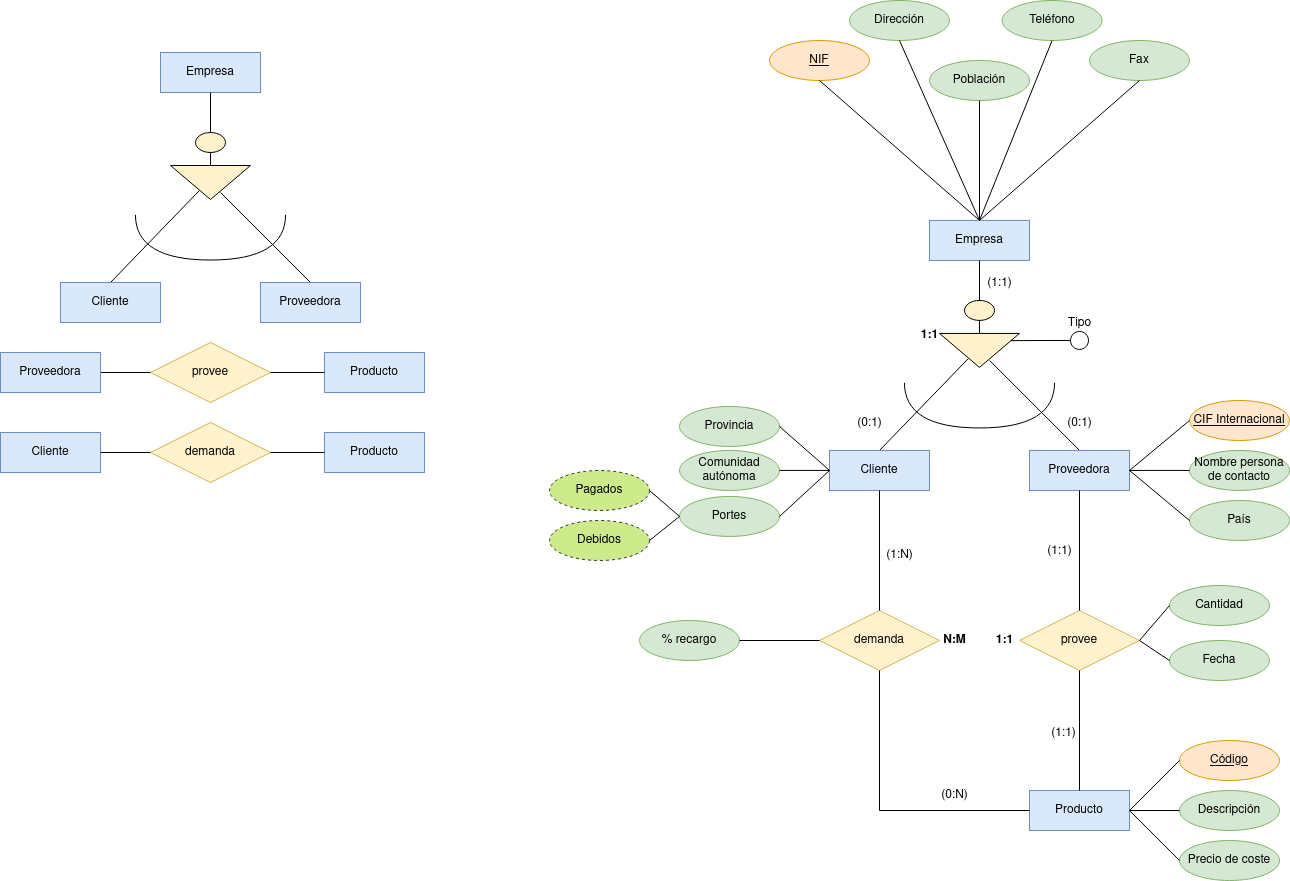 Empresa
Cliente
Proveedora
Proveedora
provee
Producto
Cliente
demanda
Producto
Dirección
Teléfono
NIF
Fax
Población
Empresa
(1:1)
Tipo
1:1
(0:1)
(0:1)
Provincia
CIF Internacional
Comunidad
autónoma
Cliente
Proveedora
Nombre persona
de contacto
Pagados
Portes
País
Debidos
(1:N)
(1:1)
Cantidad
% recargo
demanda
N:M
1:1
provee
Fecha
(1:1)
Código
(0:N)
Producto
Descripción
Precio de coste